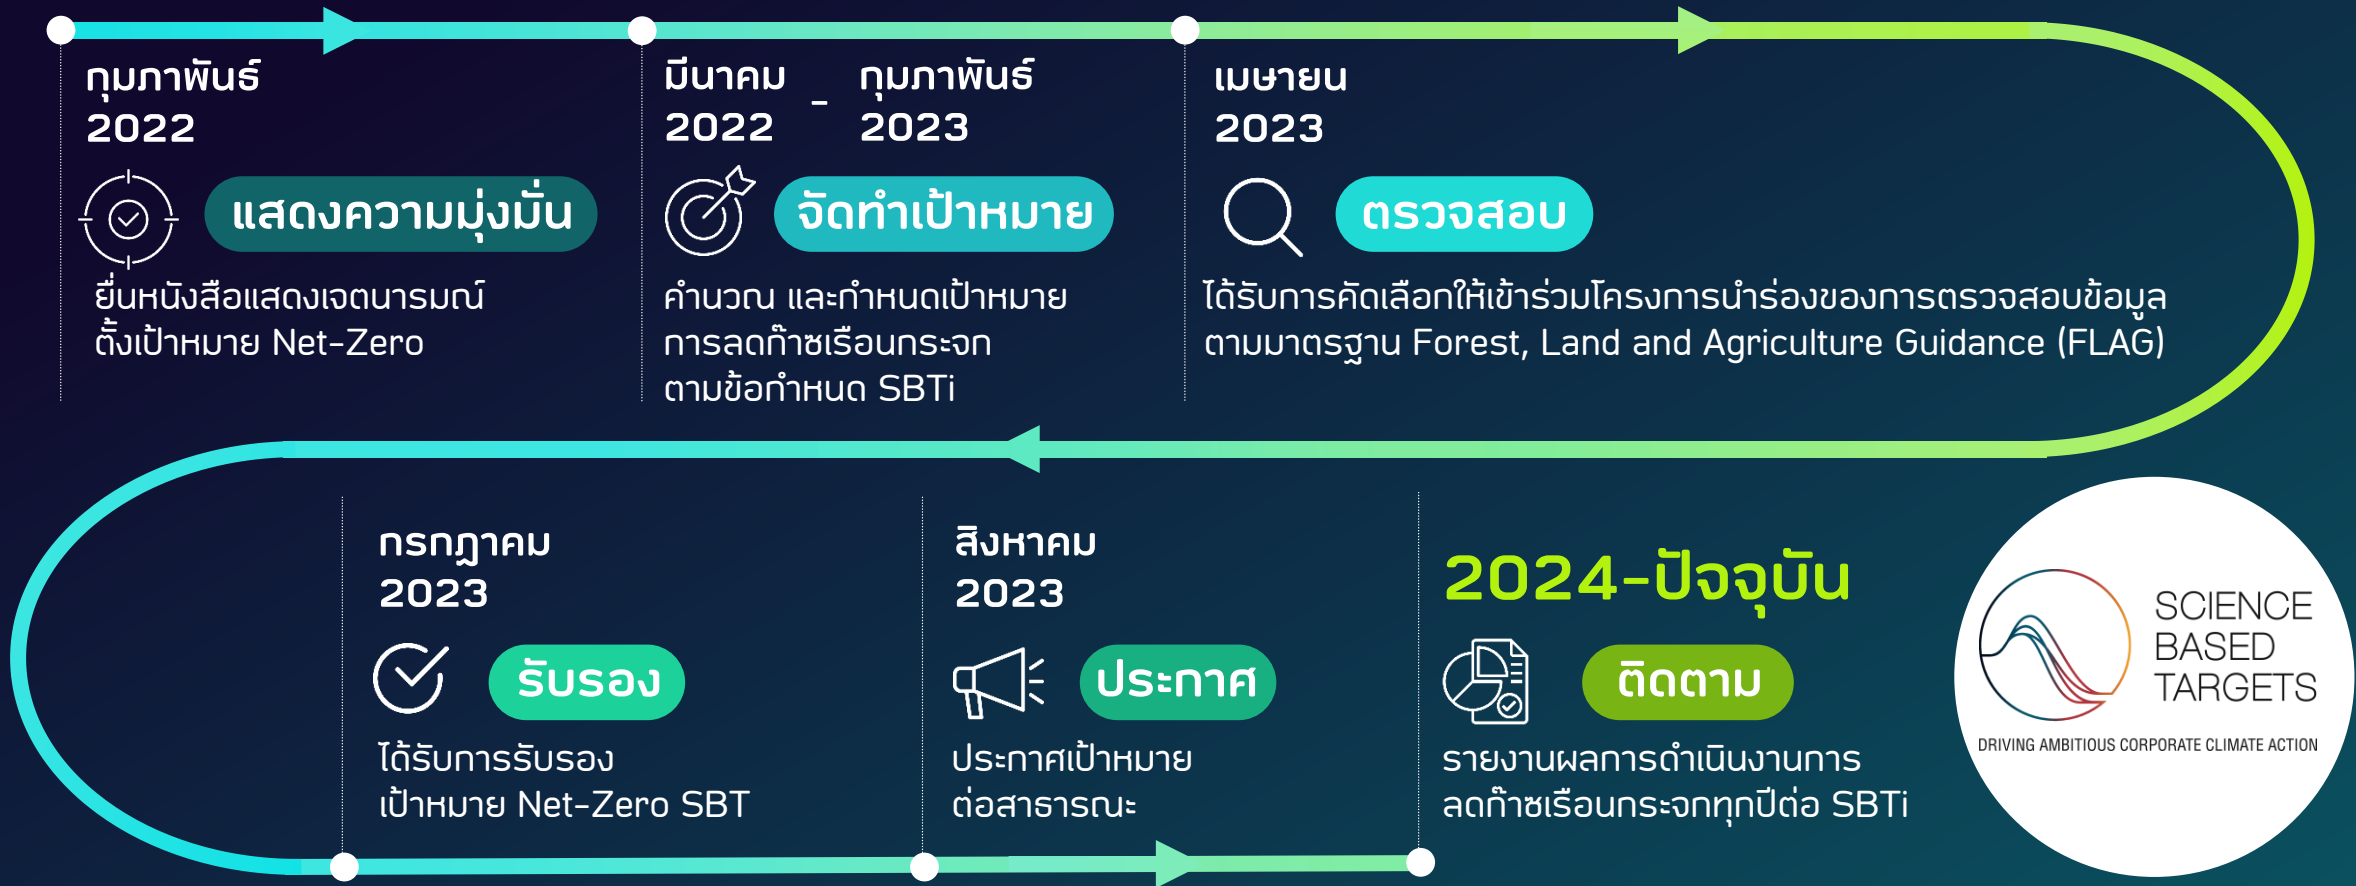 กุมภาพันธ์
2022
แสดงความมุ่งมั่น
ยื่นหนังสือแสดงเจตนารมณ์
ตั้งเป้าหมาย Net-Zero
มีนาคม - กุมภาพันธ์
2022 2023
จัดทำเป้าหมาย
คำนวณ และกำหนดเป้าหมาย
การลดก๊าซเรือนกระจก
ตามข้อกำหนด SBTi
เมษายน
2023
ตรวจสอบ
ได้รับการคัดเลือกให้เข้าร่วมโครงการนำร่องของการตรวจสอบข้อมูล
ตามมาตรฐาน Forest, Land and Agriculture Guidance (FLAG)
กรกฎาคม
2023
รับรอง
ได้รับการรับรอง
เป้าหมาย Net-Zero SBT
สิงหาคม
2023
ประกาศ
ประกาศเป้าหมาย
ต่อสาธารณะ
2024-ปัจจุบัน
ติดตาม
รายงานผลการดำเนินงานการ
ลดก๊าซเรือนกระจกทุกปีต่อ SBTi
SCIENCE
BASED
TARGETS
DRIVING AMBITIOUS CORPORATE CLIMATE ACTION